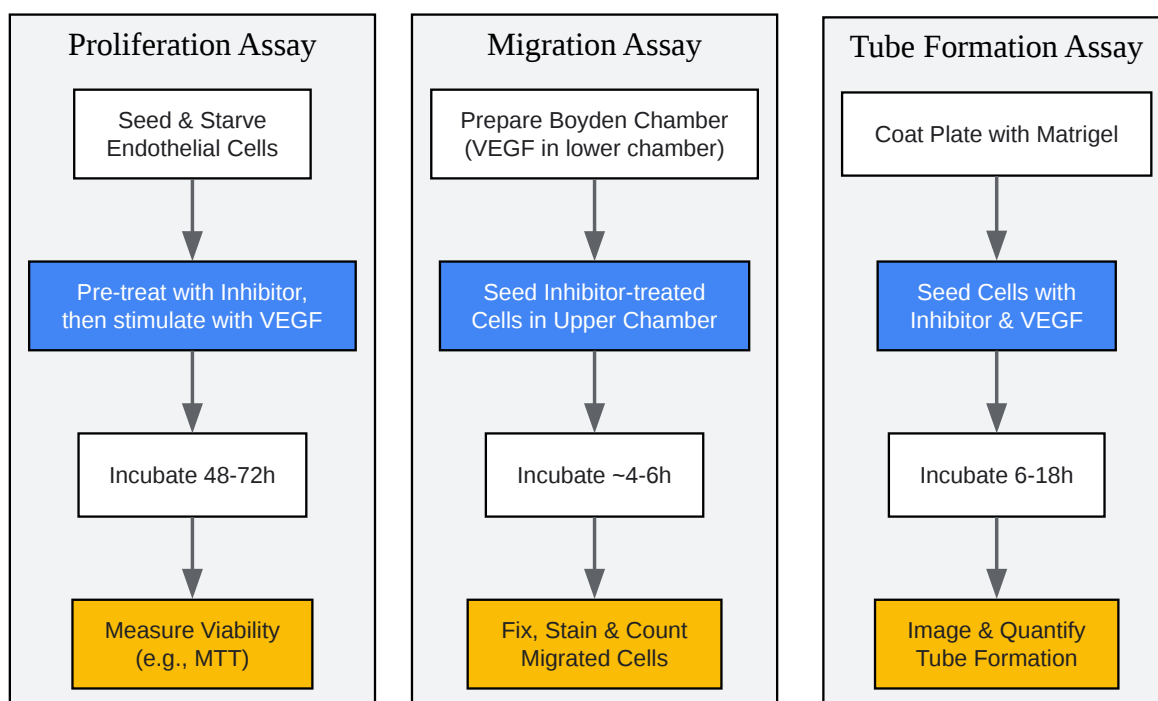 Proliferation Assay
Seed & Starve
Endothelial Cells
Pre-treat with Inhibitor,
then stimulate with VEGF
Incubate 48-72h
Measure Viability
(e.g., MTT)
Migration Assay
Prepare Boyden Chamber
(VEGF in lower chamber)
Seed Inhibitor-treated
Cells in Upper Chamber
Incubate ~4-6h
Fix, Stain & Count
Migrated Cells
Tube Formation Assay
Coat Plate with Matrigel
Seed Cells with
Inhibitor & VEGF
Incubate 6-18h
Image & Quantify
Tube Formation